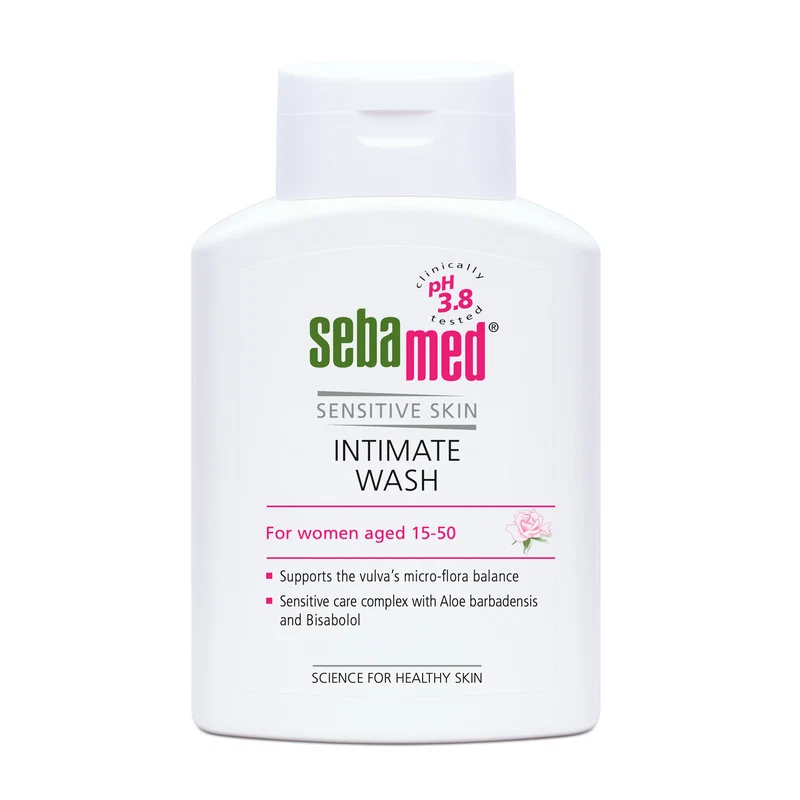 clinically
pH
3.8
tested
sebamed®
SENSITIVE SKIN
INTIMATE
WASH
For women aged 15-50
■ Supports the vulva's micro-flora balance
■ Sensitive care complex with Aloe barbadensis
and Bisabolol
SCIENCE FOR HEALTHY SKIN